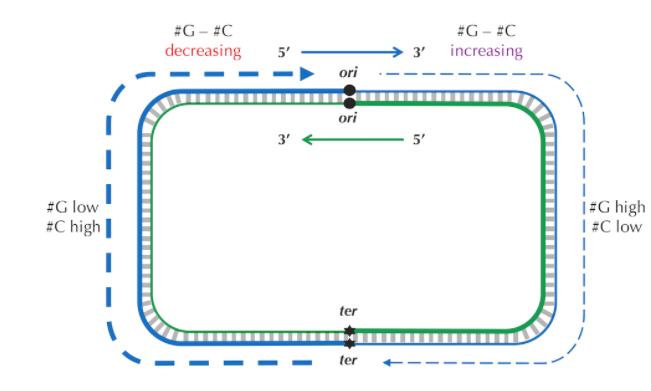 #G – #C
decreasing
#G – #C
increasing
5′
3′
ori
ori
3′
5′
#G low
#C high
#G high
#C low
ter
ter